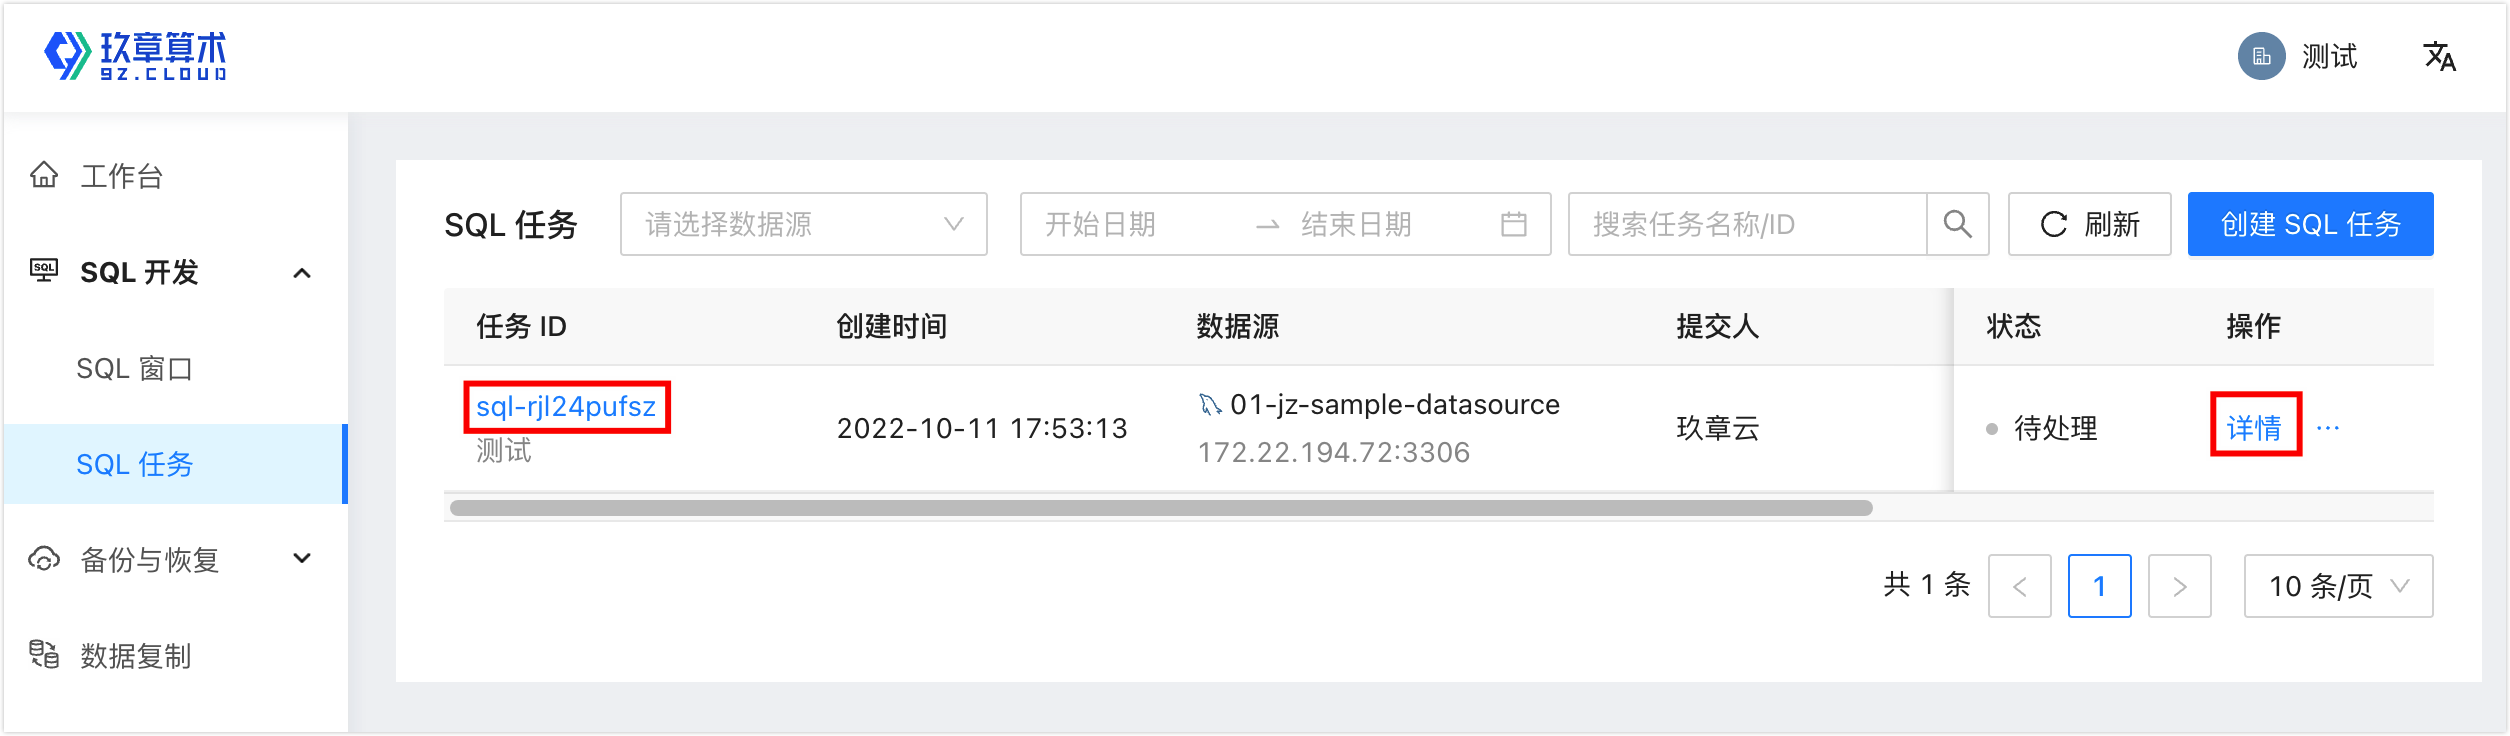 玖章算术
9Z.CLOUD
测试
工作台
SQL 开发
SQL 窗口
SQL 任务
备份与恢复
数据复制
SQL 任务
请选择数据源
开始日期
结束日期
搜索任务名称/ID
刷新
创建 SQL 任务
任务 ID
创建时间
数据源
提交人
状态
操作
sql-rjl24pufsz
测试
2022-10-11 17:53:13
01-jz-sample-datasource
172.22.194.72:3306
玖章云
待处理
详情 ···
共 1 条
<
1
>
10 条/页